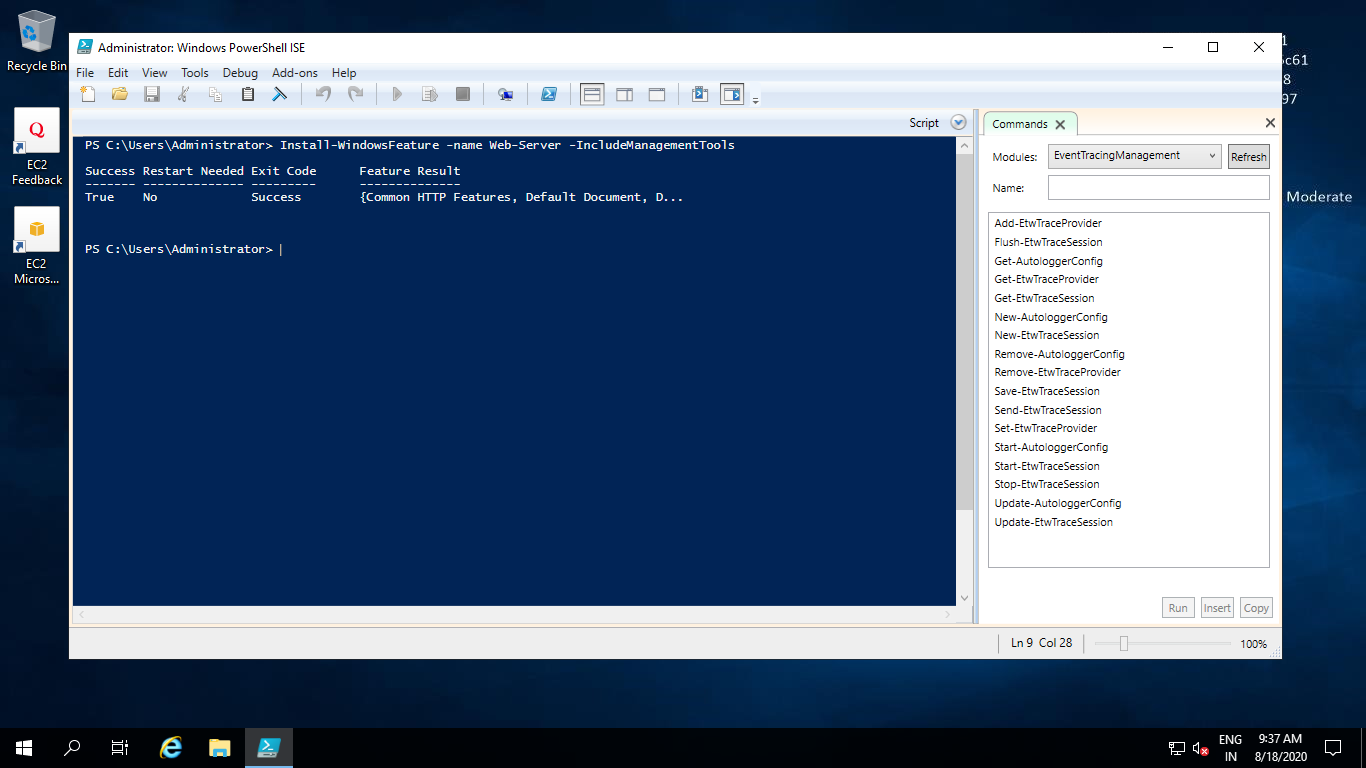 Recycle Bin
EC2
Feedback
EC2
Micros...
Administrator: Windows PowerShell ISE
File Edit View Tools Debug Add-ons Help
Script
PS C:\Users\Administrator> Install-WindowsFeature -name Web-Server -IncludeManagementTools
Success Restart Needed Exit Code Feature Result
------- -------------- --------- --------------
True No Success {Common HTTP Features, Default Document, D...
PS C:\Users\Administrator>
Commands
Modules: EventTracingManagement Refresh
Name:
Add-EtwTraceProvider
Flush-EtwTraceSession
Get-AutologgerConfig
Get-EtwTraceProvider
Get-EtwTraceSession
New-AutologgerConfig
New-EtwTraceSession
Remove-AutologgerConfig
Remove-EtwTraceProvider
Save-EtwTraceSession
Send-EtwTraceSession
Set-EtwTraceProvider
Start-AutologgerConfig
Start-EtwTraceSession
Stop-EtwTraceSession
Update-AutologgerConfig
Update-EtwTraceSession
Run Insert Copy
Ln 9 Col 28 100%
c61
8
97
Moderate
ENG
IN
9:37 AM
8/18/2020